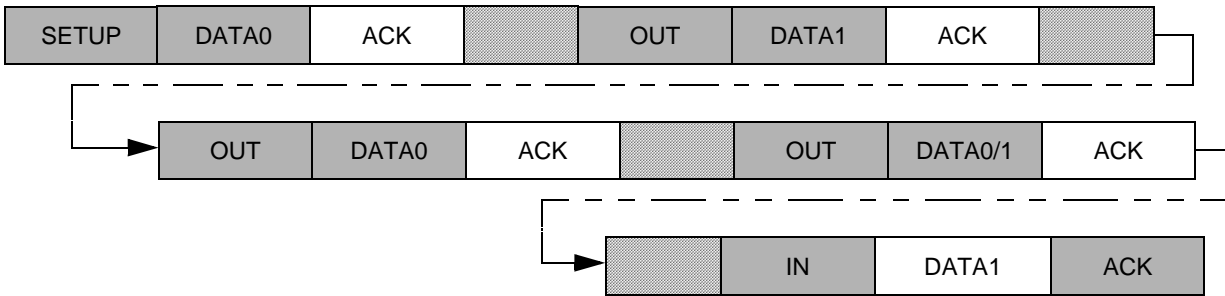 SETUP DATA0 ACK OUT DATA1 ACK
OUT DATA0 ACK OUT DATA0/1 ACK
IN DATA1 ACK